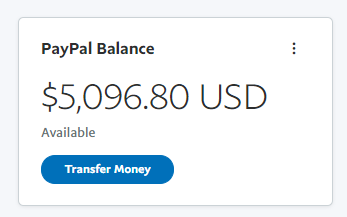 PayPal Balance
$5,096.80 USD
Available
Transfer Money